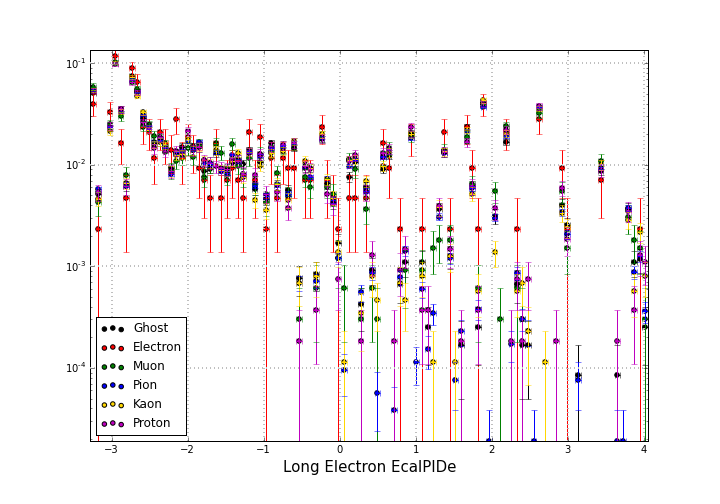 10⁻¹
10⁻²
10⁻³
10⁻⁴
Ghost
Electron
Muon
Pion
Kaon
Proton
−3 −2 −1 0 1 2 3 4
Long Electron EcalPIDe